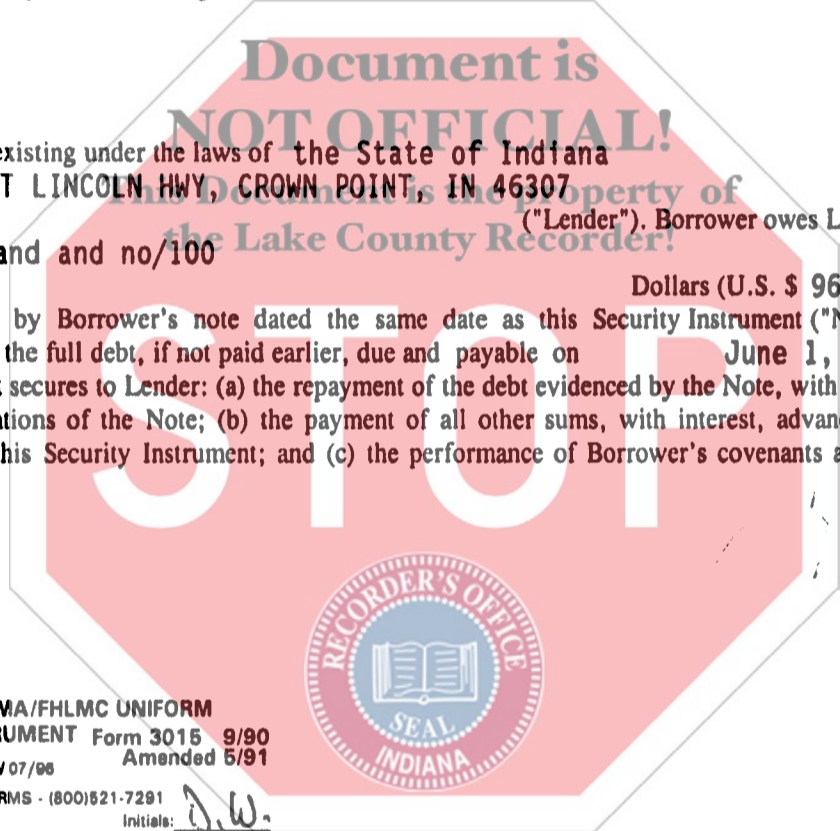 Document is
NOT OFFICIAL!
existing under the laws of the State of Indiana
T LINCOLN HWY, CROWN POINT, IN 46307
This Document is the property of
("Lender"). Borrower owes L
the Lake County Recorder!
and and no/100
Dollars (U.S. $ 96
by Borrower's note dated the same date as this Security Instrument ("N
the full debt, if not paid earlier, due and payable on June 1,
secures to Lender: (a) the repayment of the debt evidenced by the Note, with
tions of the Note; (b) the payment of all other sums, with interest, advan
his Security Instrument; and (c) the performance of Borrower's covenants a
STOP
RECORDER'S OFFICE
SEAL
INDIANA
MA/FHLMC UNIFORM
UMENT Form 3015 9/90
Amended 5/91
RMS - (800)521-7291
Initials: D.W.